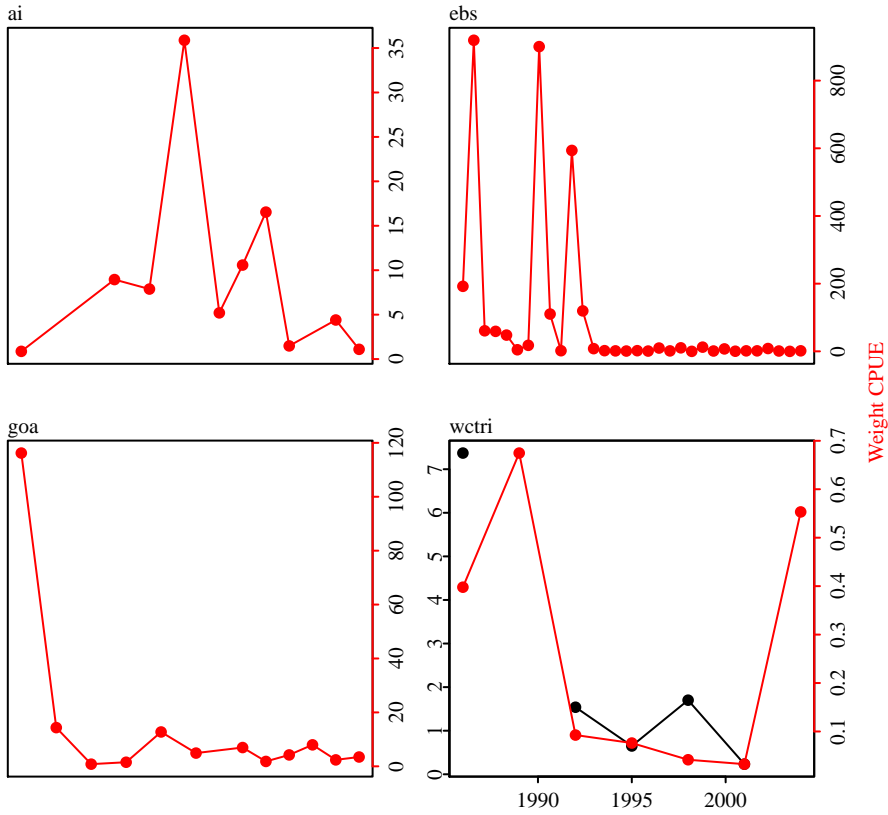 ai
0 5 10 15 20 25 30 35
ebs
0 200 400 600 800
goa
0 20 40 60 80 100 120
wctri
0 1 2 3 4 5 6 7
0.1 0.2 0.3 0.4 0.5 0.6 0.7
1990 1995 2000
Weight CPUE